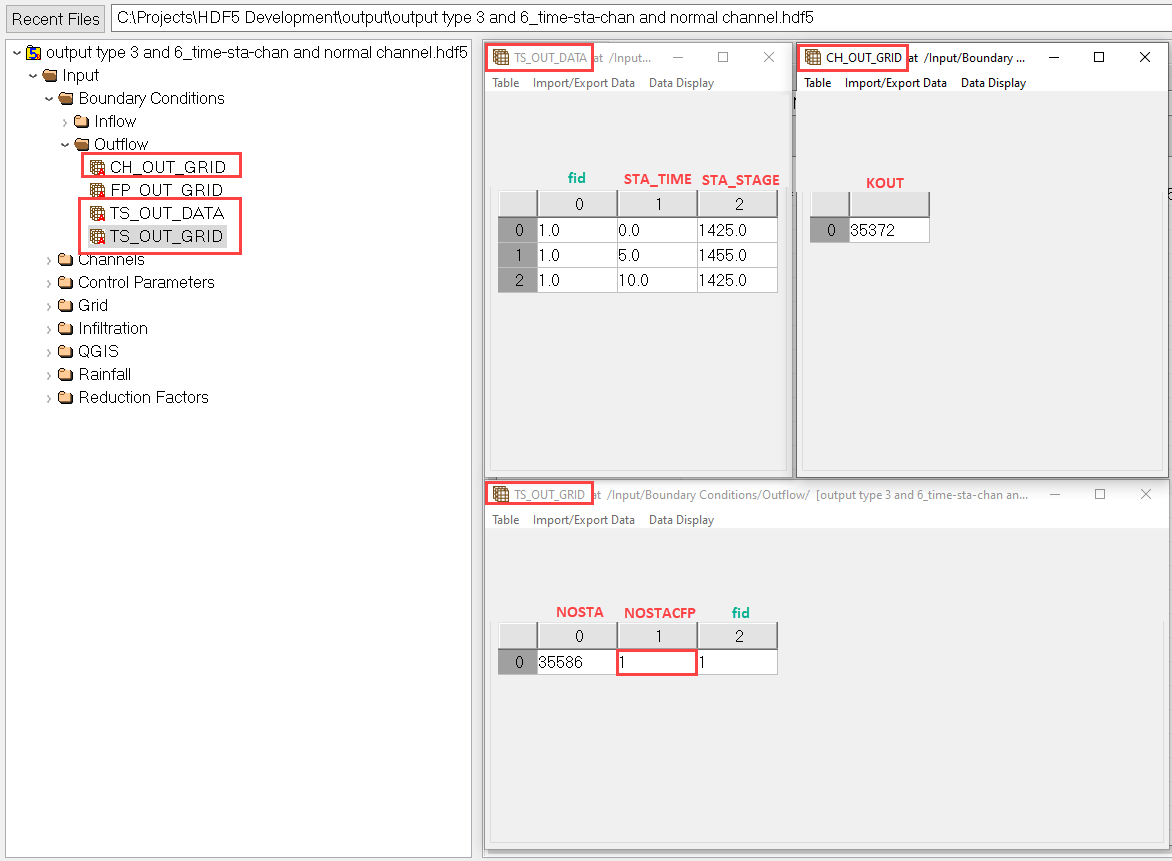 Recent Files
C:\Projects\HDF5 Development\output\output type 3 and 6_time-sta-chan and normal channel.hdf5
output type 3 and 6_time-sta-chan and normal channel.hdf5
Input
Boundary Conditions
Inflow
Outflow
CH_OUT_GRID
FP_OUT_GRID
TS_OUT_DATA
TS_OUT_GRID
Channels
Control Parameters
Grid
Infiltration
QGIS
Rainfall
Reduction Factors
TS_OUT_DATA at /Input...
Table Import/Export Data Data Display
fid STA_TIME STA_STAGE
0 1 2
0 1.0 0.0 1425.0
1 1.0 5.0 1455.0
2 1.0 10.0 1425.0
CH_OUT_GRID at /Input/Boundary ...
Table Import/Export Data Data Display
KOUT
0 35372
TS_OUT_GRID at /Input/Boundary Conditions/Outflow/ [output type 3 and 6_time-sta-chan an...
Table Import/Export Data Data Display
NOSTA NOSTACFP fid
0 1 2
0 35586 1 1